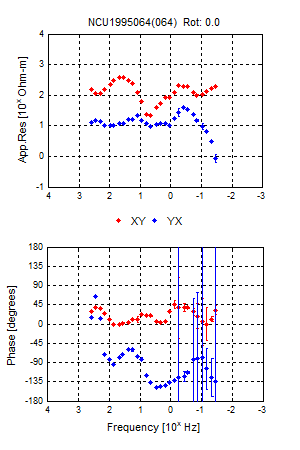 NCU1995064(064) Rot: 0.0
App.Res [10ˣ Ohm-m]
4
3
2
1
0
-1
4 3 2 1 0 -1 -2 -3
XY YX
Phase [degrees]
180
135
90
45
0
-45
-90
-135
-180
4 3 2 1 0 -1 -2 -3
Frequency [10ˣ Hz]